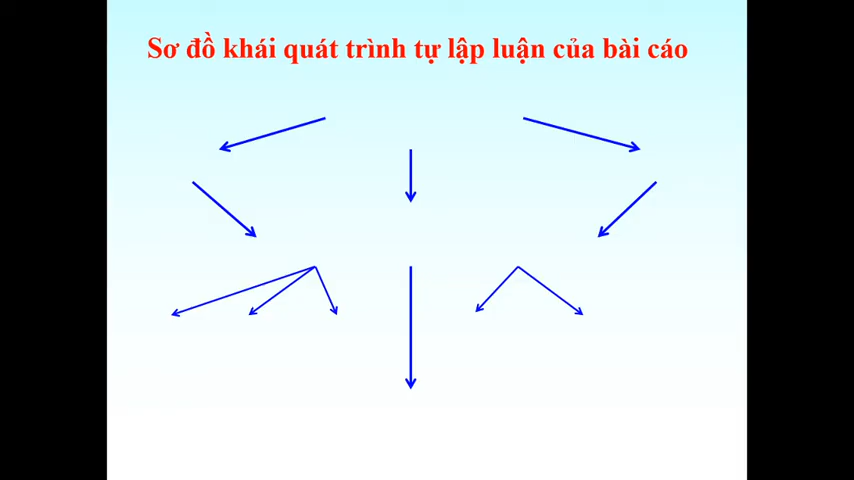 Sơ đồ khái quát trình tự lập luận của bài cáo